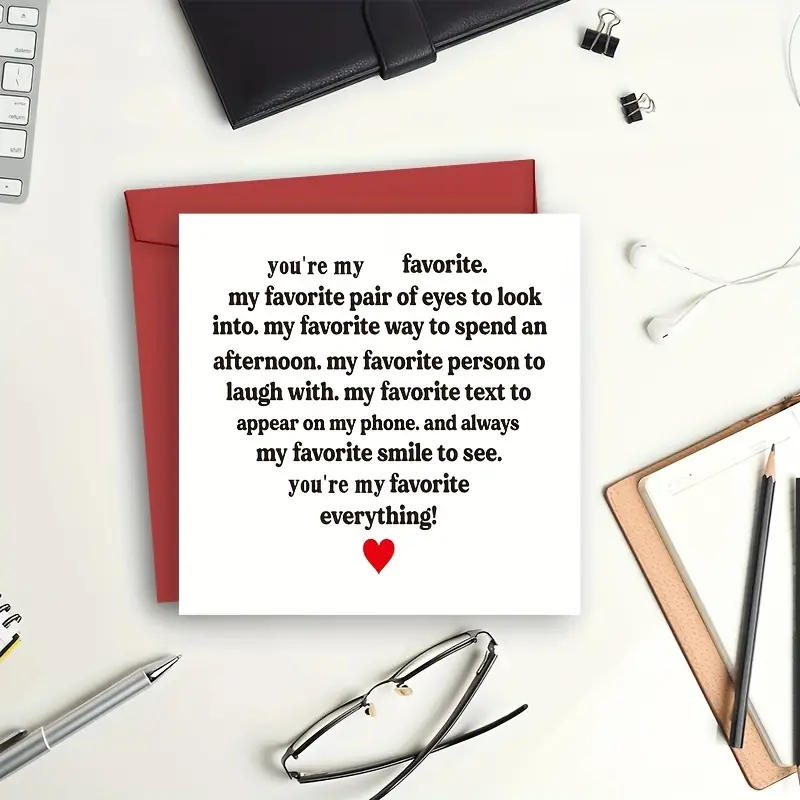 delete
return
shift
you're my favorite.
my favorite pair of eyes to look
into. my favorite way to spend an
afternoon. my favorite person to
laugh with. my favorite text to
appear on my phone. and always
my favorite smile to see.
you're my favorite
everything!